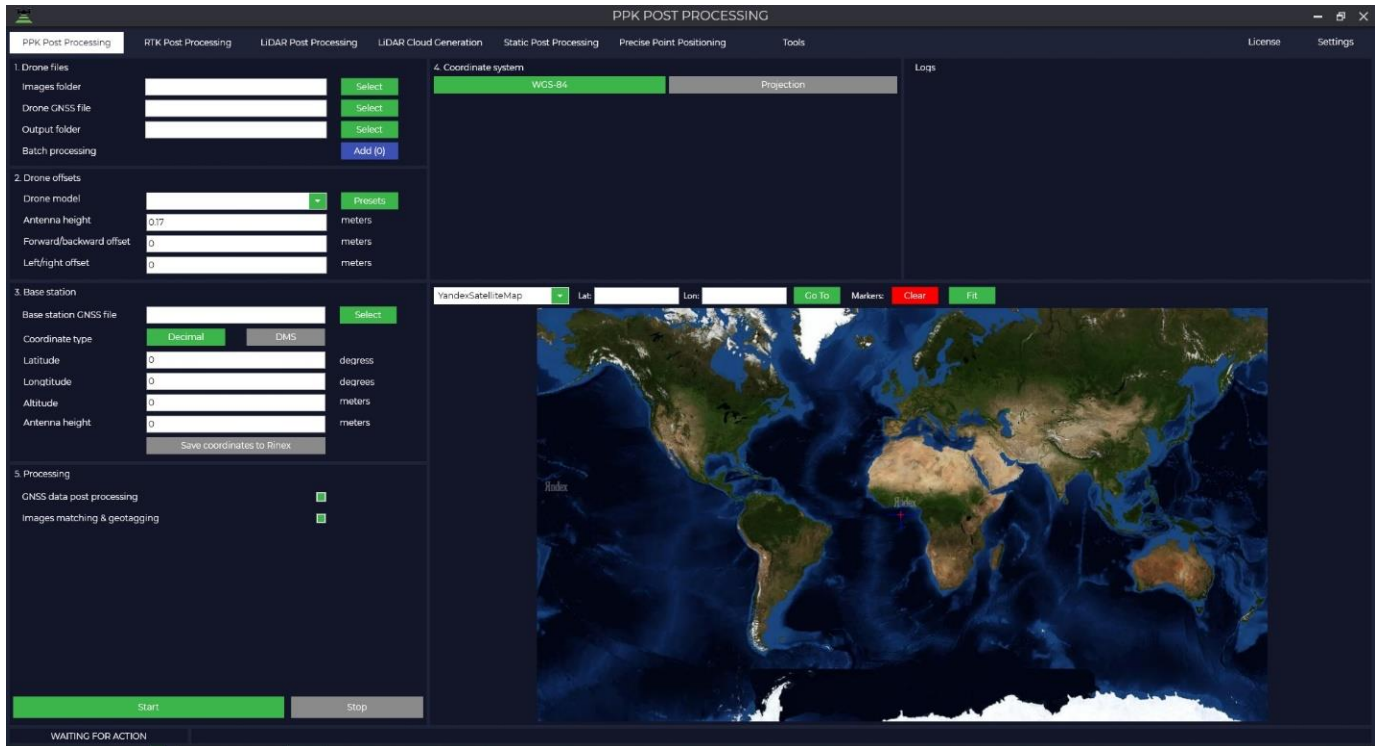 PPK POST PROCESSING
PPK Post Processing RTK Post Processing LiDAR Post Processing LiDAR Cloud Generation Static Post Processing Precise Point Positioning Tools License Settings
1. Drone files
Images folder Select
Drone GNSS file Select
Output folder Select
Batch processing Add (0)
2. Drone offsets
Drone model Presets
Antenna height 0.17 meters
Forward/backward offset 0 meters
Left/right offset 0 meters
3. Base station
Base station GNSS file Select
Coordinate type Decimal DMS
Latitude 0 degress
Longtitude 0 degrees
Altitude 0 meters
Antenna height 0 meters
Save coordinates to Rinex
5. Processing
GNSS data post processing
Images matching & geotagging
Start Stop
4. Coordinate system
WGS-84 Projection
Logs
YandexSatelliteMap Lat: Lon: Go To Markers: Clear Fit
Яndex
Яndex
WAITING FOR ACTION